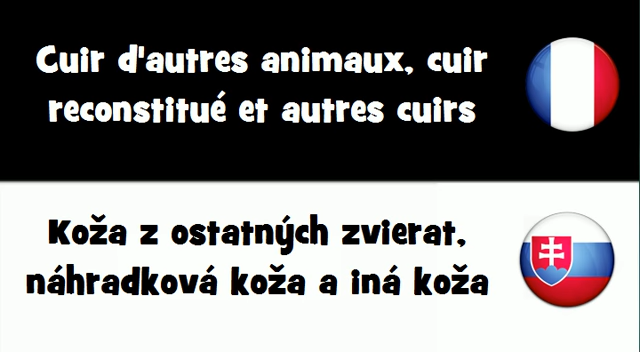 Cuir d'autres animaux, cuir
reconstitué et autres cuirs
Koža z ostatných zvierat,
náhradková koža a iná koža